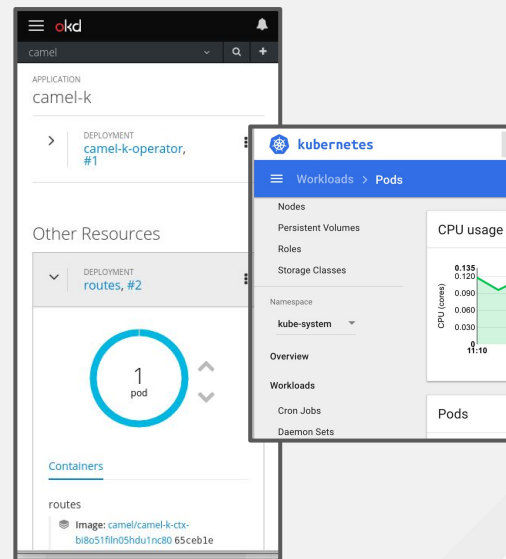 okd
camel
APPLICATION
camel-k
DEPLOYMENT
camel-k-operator,
#1
Other Resources
DEPLOYMENT
routes, #2
1
pod
Containers
routes
Image: camel/camel-k-ctx-
bi8o51filn05hdu1nc80 65ceb1e
kubernetes
Workloads > Pods
Nodes
Persistent Volumes
Roles
Storage Classes
Namespace
kube-system
Overview
Workloads
Cron Jobs
Daemon Sets
CPU usage
CPU (cores)
0.135
0.120
0.090
0.060
0.030
0
11:10
Pods